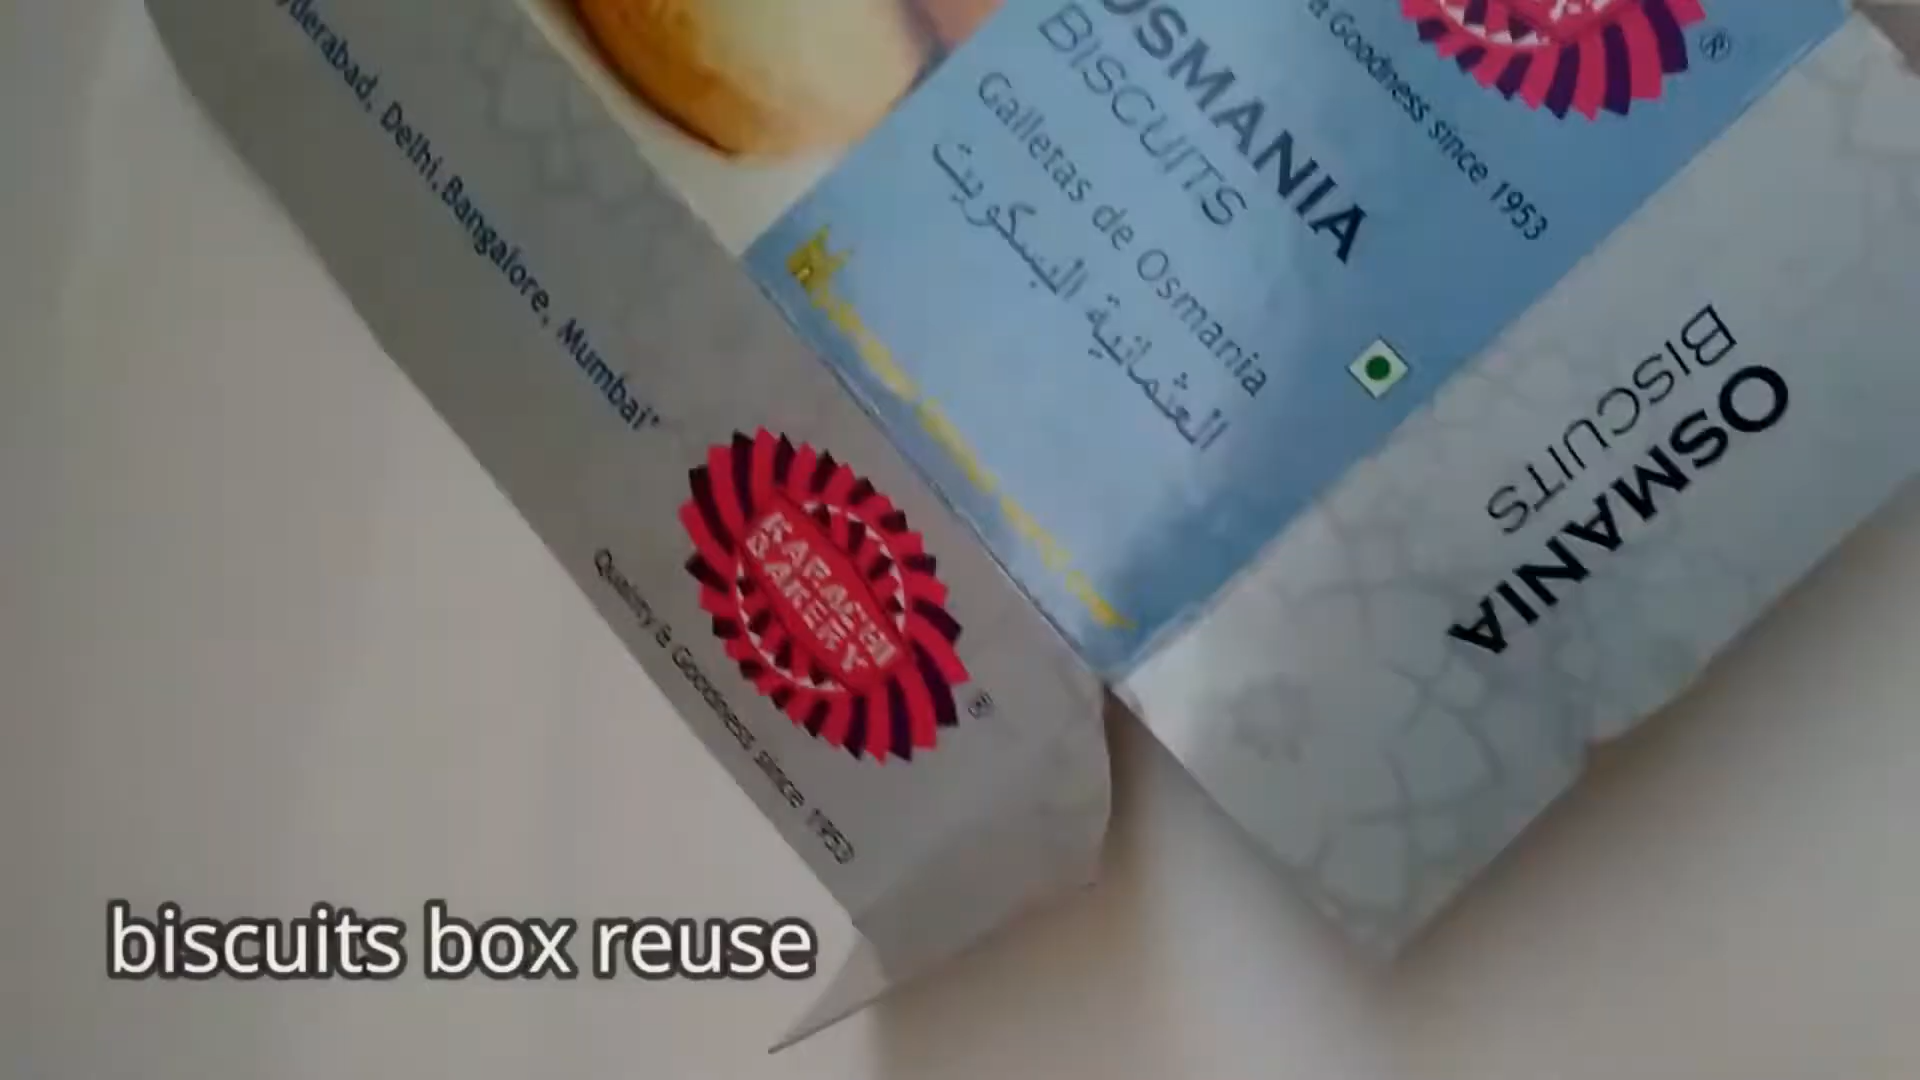 Hyderabad, Delhi, Bangalore, Mumbai"
KARACHI
BAKERY
®
Quality & Goodness since 1953
OSMANIA
BISCUITS
Galletas de Osmania
العثمانية البسكويت
Goodness since 1953
®
OSMANIA
BISCUITS
biscuits box reuse